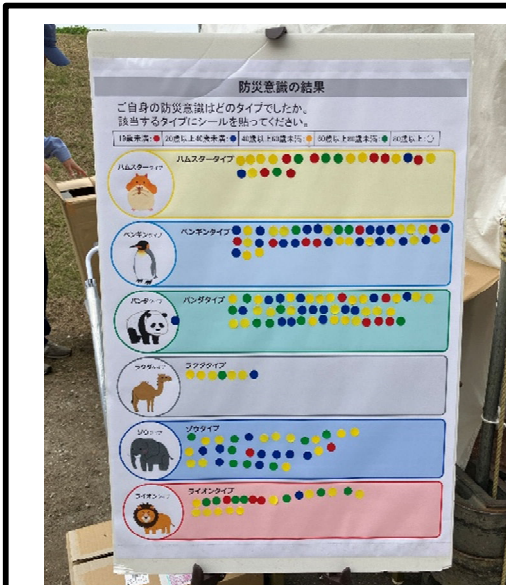 防災意識の結果
ご自身の防災意識はどのタイプでしたか。
該当するタイプにシールを貼ってください。
19歳未満: 20歳以上40歳未満: 40歳以上60歳未満: 60歳以上80歳未満: 80歳以上:
ハムスタータイプ
ハムスタータイプ
ペンギンタイプ
ペンギンタイプ
パンダタイプ
パンダタイプ
ラクダタイプ
ラクダタイプ
ゾウタイプ
ゾウタイプ
ライオンタイプ
ライオンタイプ